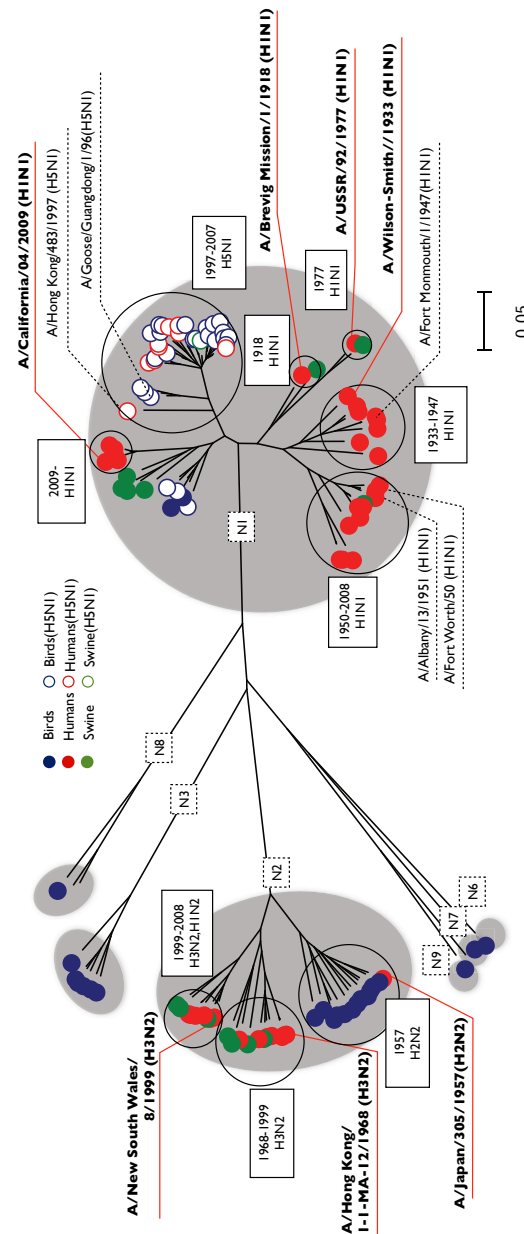 A/California/04/2009 (H1N1)
A/Hong Kong/483/1997 (H5N1)
A/Goose/Guangdong/1/96(H5N1)
2009-
H1N1
1997-2007
H5N1
1918
H1N1
A/Brevig Mission/1/1918 (H1N1)
1977
H1N1
A/USSR/92/1977 (H1N1)
A/Wilson-Smith//1933 (H1N1)
A/Fort Monmouth/1/1947(H1N1)
1933-1947
H1N1
1950-2008
H1N1
A/Albany/13/1951 (H1N1)
A/Fort Worth/50 (H1N1)
N1
0.05
Birds
Birds(H5N1)
Humans
Humans(H5N1)
Swine
Swine(H5N1)
N8
N3
N2
N6
N7
N9
1999-2008
H3N2,H1N2
A/New South Wales/
8/1999 (H3N2)
1968-1999
H3N2
A/Hong Kong/
1-1-MA-12/1968 (H3N2)
1957
H2N2
A/Japan/305/1957(H2N2)